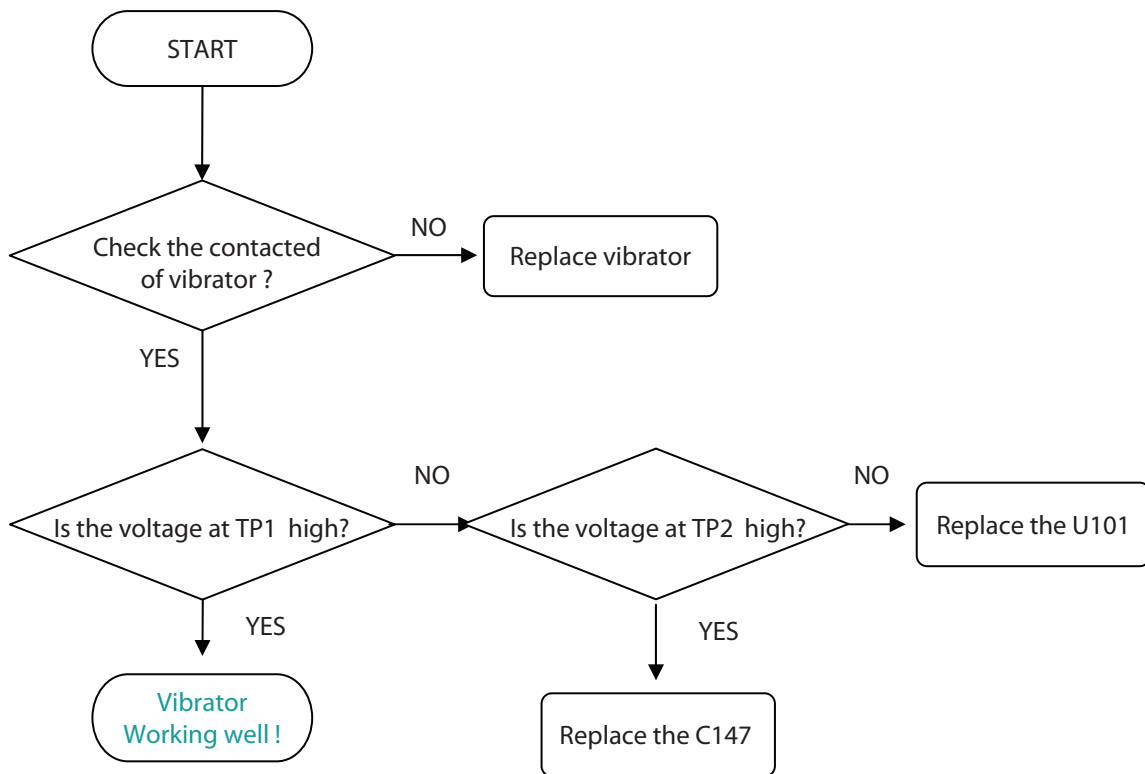 START
Check the contacted
of vibrator ?
NO
Replace vibrator
YES
Is the voltage at TP1 high?
NO
Is the voltage at TP2 high?
NO
Replace the U101
YES
Vibrator
Working well !
YES
Replace the C147